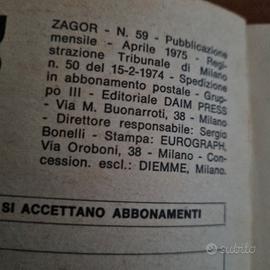 ZAGOR - N. 59 - Pubblicazione
mensile - Aprile 1975 - Regi-
strazione Tribunale di Milano
n. 50 del 15-2-1974 - Spedizione
in abbonamento postale - Grup-
po III - Editoriale DAIM PRESS
- Via M. Buonarroti, 38 - Milano
- Direttore responsabile: Sergio
Bonelli - Stampa: EUROGRAPH,
Via Oroboni, 38 - Milano - Con-
cession. escl.: DIEMME, Milano.
SI ACCETTANO ABBONAMENTI
subito